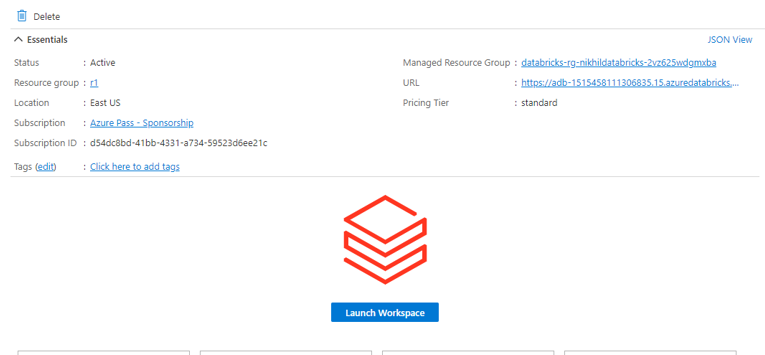 Delete
Essentials
JSON View
Status : Active
Managed Resource Group : databricks-rg-nikhildatabricks-2vz625wdgmxba
Resource group : r1
URL : https://adb-1515458111306835.15.azuredatabricks....
Location : East US
Pricing Tier : standard
Subscription : Azure Pass - Sponsorship
Subscription ID : d54dc8bd-41bb-4331-a734-59523d6ee21c
Tags (edit) : Click here to add tags
Launch Workspace